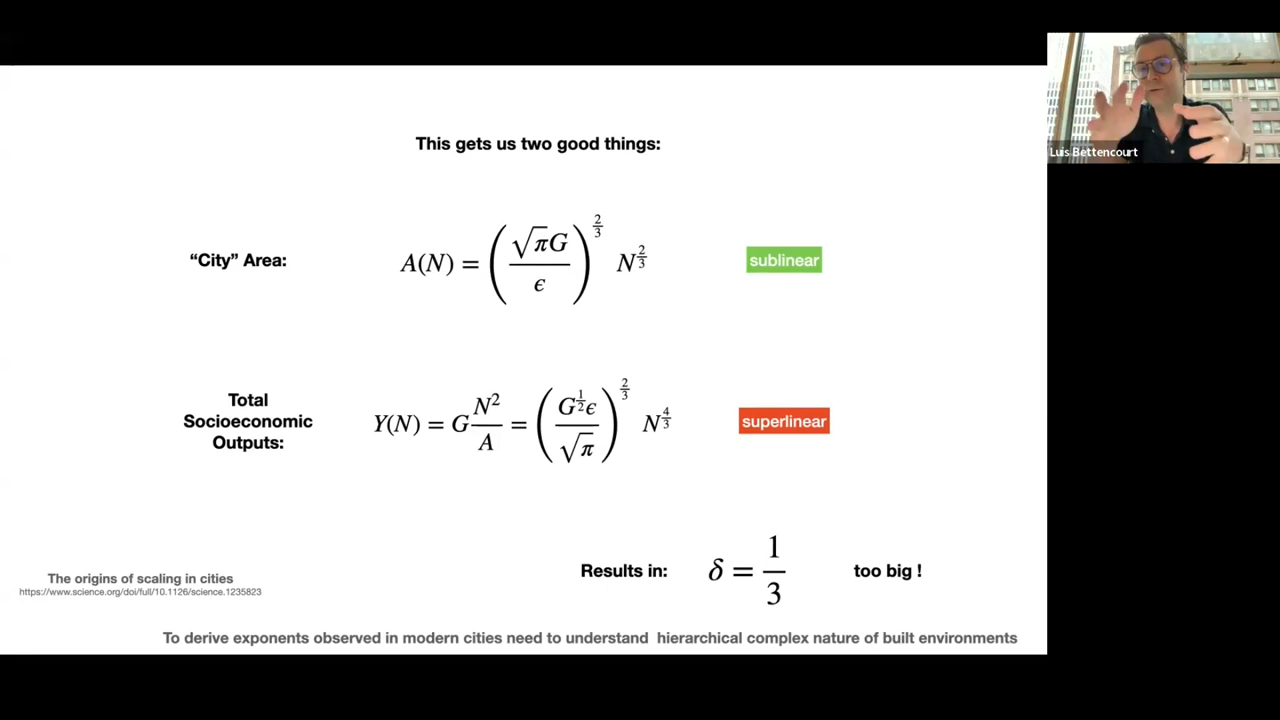 This gets us two good things:
“City” Area:
A(N) = (√πG / ϵ)^{2/3} N^{2/3}
sublinear
Total
Socioeconomic
Outputs:
Y(N) = G N² / A = (G^{1/2}ϵ / √π)^{2/3} N^{4/3}
superlinear
Results in:
δ = 1/3
too big !
The origins of scaling in cities
https://www.science.org/doi/full/10.1126/science.1235823
To derive exponents observed in modern cities need to understand hierarchical complex nature of built environments
Luis Bettencourt